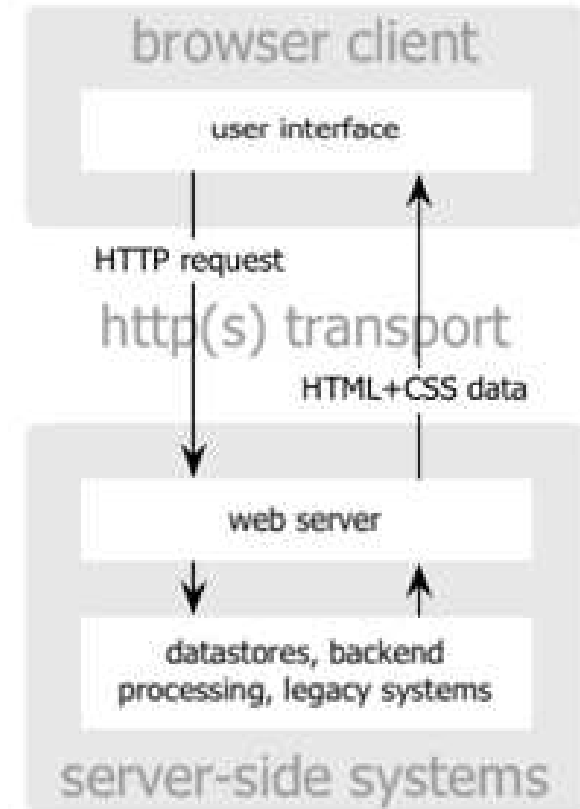 browser client
user interface
HTTP request
http(s) transport
HTML+CSS data
web server
datastores, backend
processing, legacy systems
server-side systems